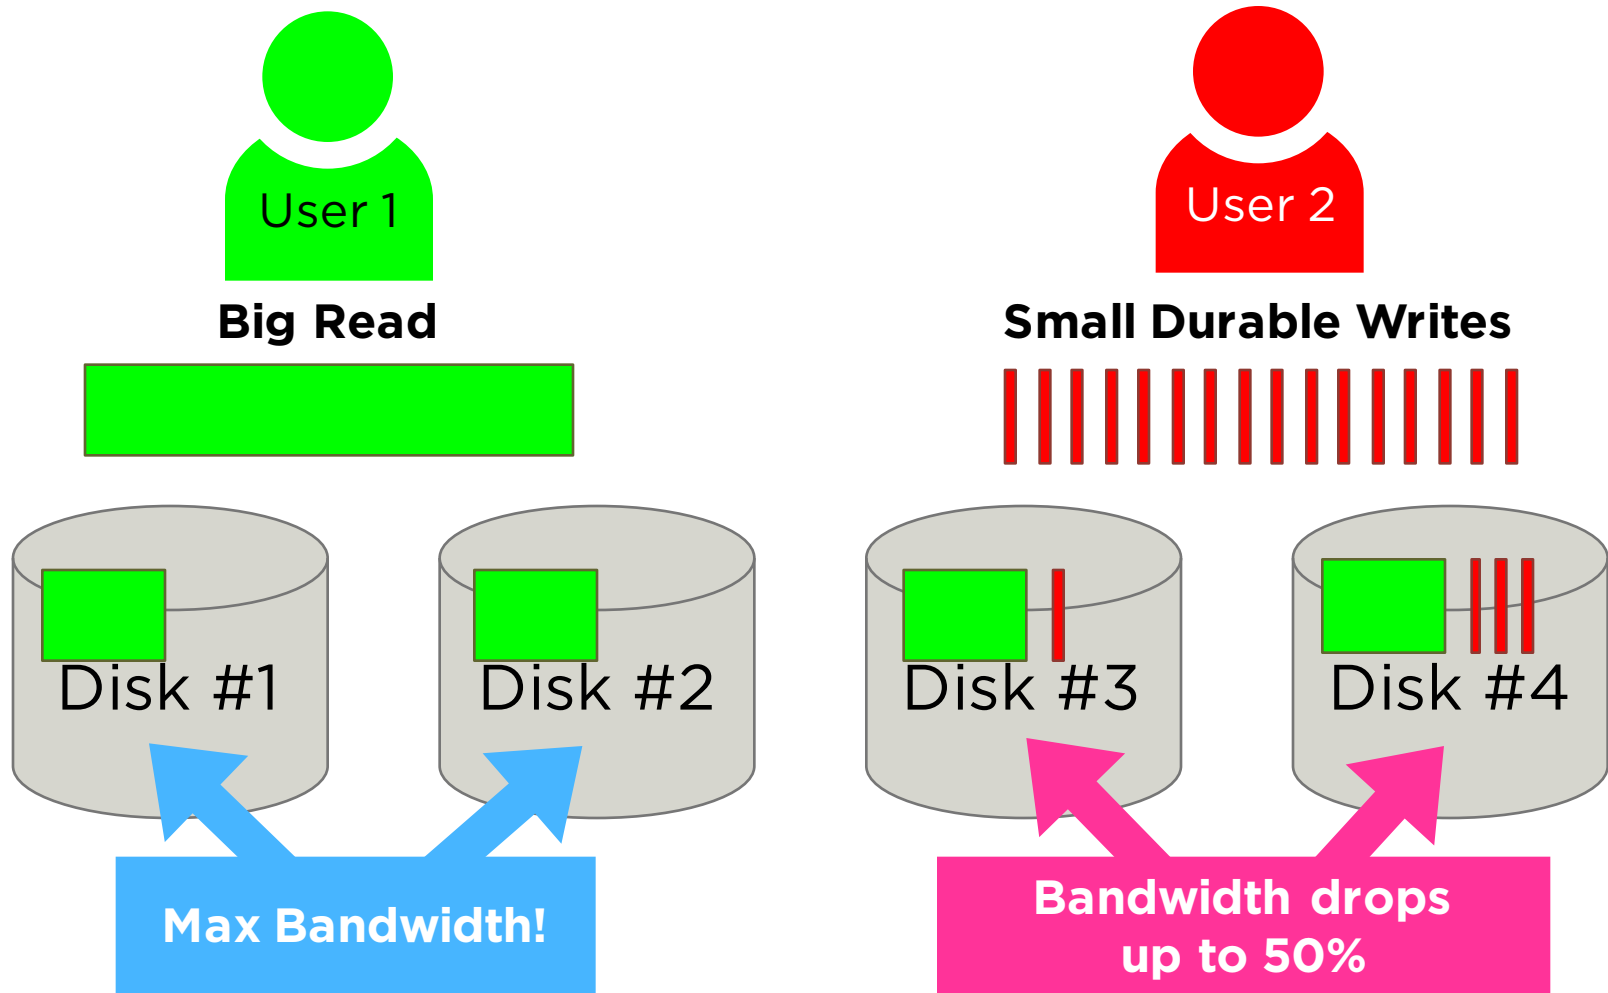 User 1
User 2
Big Read
Small Durable Writes
Disk #1
Disk #2
Disk #3
Disk #4
Max Bandwidth!
Bandwidth drops
up to 50%